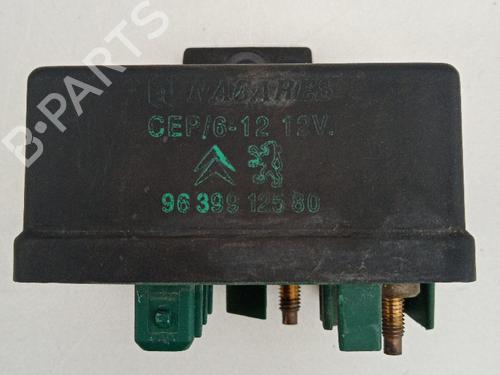 NAGARES
CEP/6-12 12V.
96 399 125 80
B-PARTS